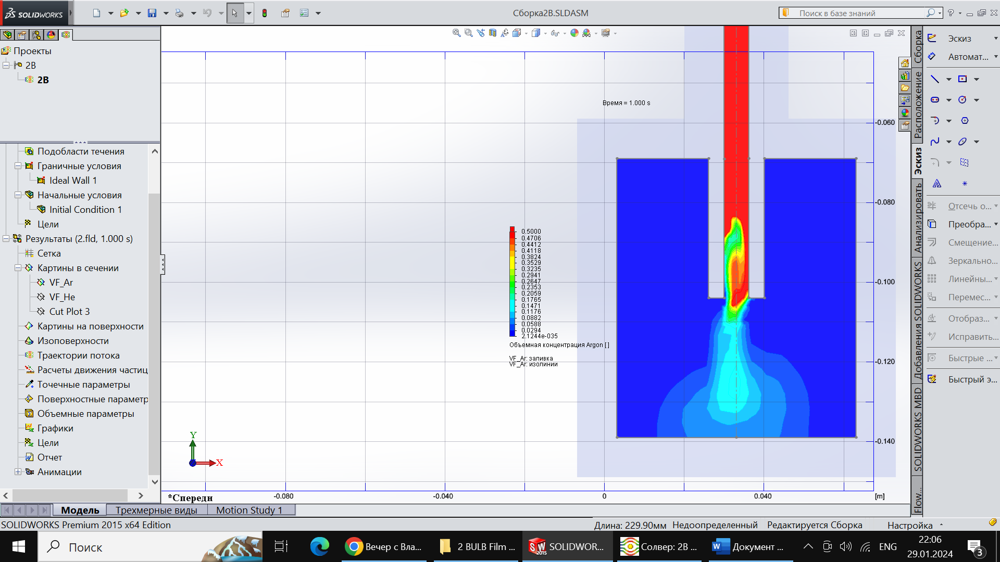 SOLIDWORKS
Сборка2B.SLDASM
Поиск в базе знаний
?
Проекты
2B
2B
Подобласти течения
Граничные условия
Ideal Wall 1
Начальные условия
Initial Condition 1
Цели
Результаты (2.fld, 1.000 s)
Сетка
Картины в сечении
VF_Ar
VF_He
Cut Plot 3
Картины на поверхности
Изоповерхности
Траектории потока
Расчеты движения частиц
Точечные параметры
Поверхностные параметр
Объемные параметры
Графики
Цели
Отчет
Анимации
Время = 1.000 s
-0.060
-0.080
-0.100
-0.120
-0.140
0.5000
0.4706
0.4412
0.4118
0.3824
0.3529
0.3235
0.2941
0.2647
0.2353
0.2059
0.1765
0.1471
0.1176
0.0882
0.0588
0.0294
2.1244e-035
Объемная концентрация Argon [ ]
VF_Ar: заливка
VF_Ar: изолинии
Y
X
*Спереди
-0.080
-0.040
0
0.040
[m]
Сборка
Расположение
Эскиз
Анализировать
Добавления SOLIDWORKS
SOLIDWORKS MBD
Flow...
Эскиз
Автомат...
Отсечь о...
Преобра...
Смещение...
Зеркально...
Линейны...
Перемес...
Отобраз...
Исправить...
Быстрые ...
Быстрый э...
Модель
Трехмерные виды
Motion Study 1
SOLIDWORKS Premium 2015 x64 Edition
Длина: 229.90мм
Недоопределенный
Редактируется Сборка
Настройка
Поиск
Вечер с Вла...
2 BULB Film ...
SOLIDWOR...
Солвер: 2B ...
Документ ...
ENG
22:06
29.01.2024
3